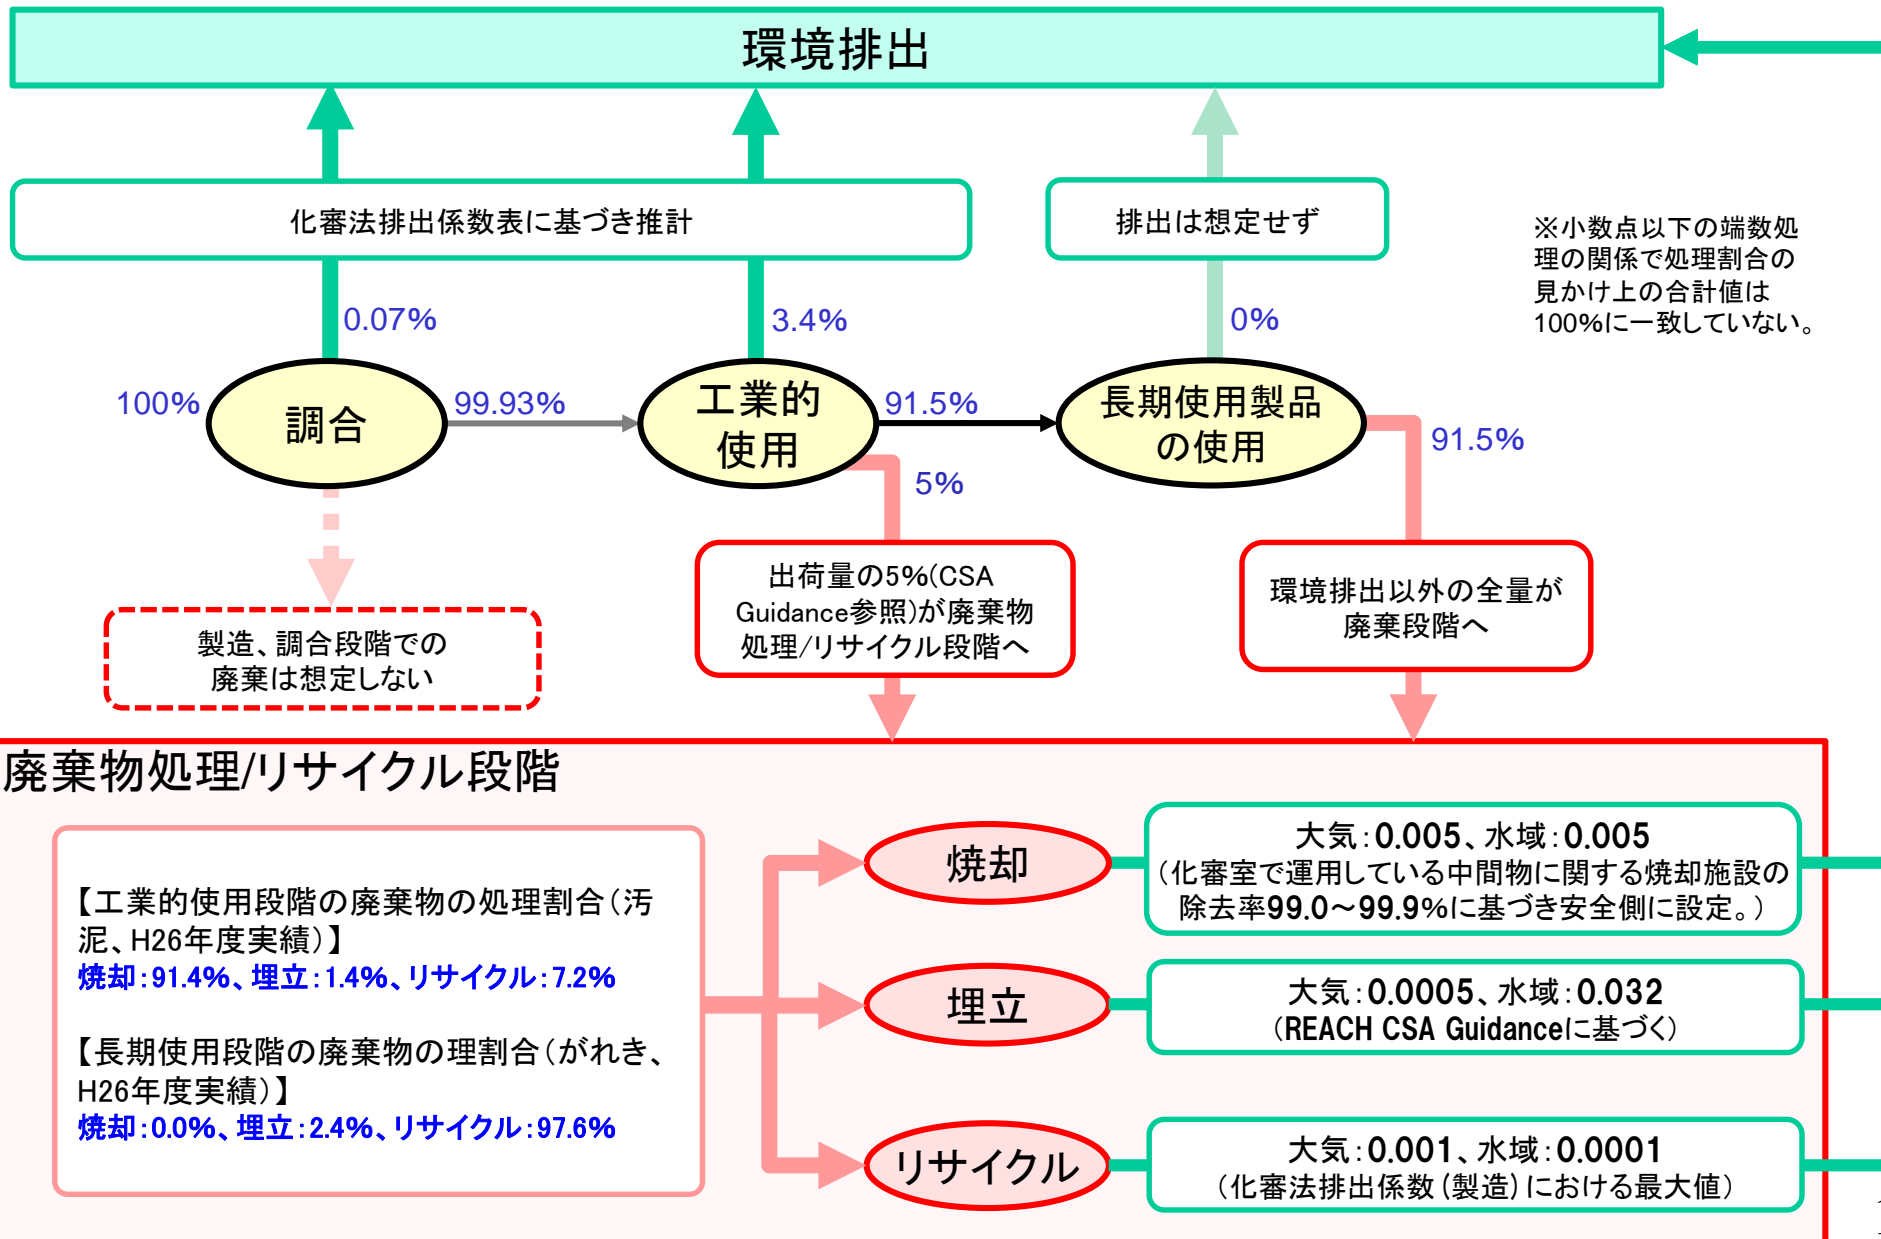 環境排出
化審法排出係数表に基づき推計
排出は想定せず
※小数点以下の端数処
理の関係で処理割合の
見かけ上の合計値は
100%に一致していない。
0.07%
3.4%
0%
100%
調合
99.93%
工業的
使用
91.5%
長期使用製品
の使用
91.5%
5%
製造、調合段階での
廃棄は想定しない
出荷量の5%(CSA
Guidance参照)が廃棄物
処理/リサイクル段階へ
環境排出以外の全量が
廃棄段階へ
廃棄物処理/リサイクル段階
【工業的使用段階の廃棄物の処理割合(汚
泥、H26年度実績)】
焼却:91.4%、埋立:1.4%、リサイクル:7.2%
【長期使用段階の廃棄物の理割合(がれき、
H26年度実績)】
焼却:0.0%、埋立:2.4%、リサイクル:97.6%
焼却
大気:0.005、水域:0.005
(化審室で運用している中間物に関する焼却施設の
除去率99.0～99.9%に基づき安全側に設定。)
埋立
大気:0.0005、水域:0.032
(REACH CSA Guidanceに基づく)
リサイクル
大気:0.001、水域:0.0001
(化審法排出係数(製造)における最大値)